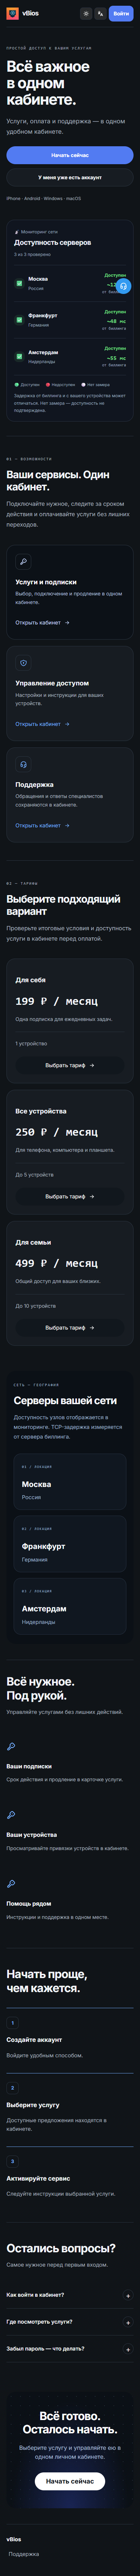 vBios
Войти
ПРОСТОЙ ДОСТУП К ВАШИМ УСЛУГАМ
Всё важное
в одном
кабинете.
Услуги, оплата и поддержка — в одном
удобном кабинете.
Начать сейчас
У меня уже есть аккаунт
iPhone · Android · Windows · macOS
Мониторинг сети
Доступность серверов
3 из 3 проверено
Москва
Россия
Доступен
от биллинга
Франкфурт
Германия
Доступен
~48 мс
от биллинга
Амстердам
Нидерланды
Доступен
~55 мс
от биллинга
Доступен
Недоступен
Нет замера
Задержка от биллинга и с вашего устройства может
отличаться. Нет замера — доступность не
подтверждена.
01 — ВОЗМОЖНОСТИ
Ваши сервисы. Один
кабинет.
Подключайте нужное, следите за сроком
действия и оплачивайте услуги без лишних
переходов.
Услуги и подписки
Выбор, подключение и продление в одном
кабинете.
Открыть кабинет →
Управление доступом
Настройки и инструкции для ваших
устройств.
Открыть кабинет →
Поддержка
Обращения и ответы специалистов
сохраняются в кабинете.
Открыть кабинет →
02 — ТАРИФЫ
Выберите подходящий
вариант
Проверьте итоговые условия и доступность
услуги в кабинете перед оплатой.
Для себя
199 ₽ / месяц
Одна подписка для ежедневных задач.
1 устройство
Выбрать тариф →
Все устройства
250 ₽ / месяц
Для телефона, компьютера и планшета.
До 5 устройств
Выбрать тариф →
Для семьи
499 ₽ / месяц
Общий доступ для ваших близких.
До 10 устройств
Выбрать тариф →
СЕТЬ — ГЕОГРАФИЯ
Серверы вашей сети
Доступность узлов отображается в
мониторинге. TCP-задержка измеряется
от сервера биллинга.
01 / ЛОКАЦИЯ
Москва
Россия
02 / ЛОКАЦИЯ
Франкфурт
Германия
03 / ЛОКАЦИЯ
Амстердам
Нидерланды
Всё нужное.
Под рукой.
Управляйте услугами без лишних действий.
Ваши подписки
Срок действия и продление в карточке услуги.
Ваши устройства
Просматривайте привязки устройств в кабинете.
Помощь рядом
Инструкции и поддержка в одном месте.
Начать проще,
чем кажется.
1
Создайте аккаунт
Войдите удобным способом.
2
Выберите услугу
Доступные предложения находятся в
кабинете.
3
Активируйте сервис
Следуйте инструкции выбранной услуги.
Остались вопросы?
Самое нужное перед первым входом.
Как войти в кабинет? +
Где посмотреть услуги? +
Забыл пароль — что делать? +
Всё готово.
Осталось начать.
Выберите услугу и управляйте ею в
одном личном кабинете.
Начать сейчас
vBios
Поддержка